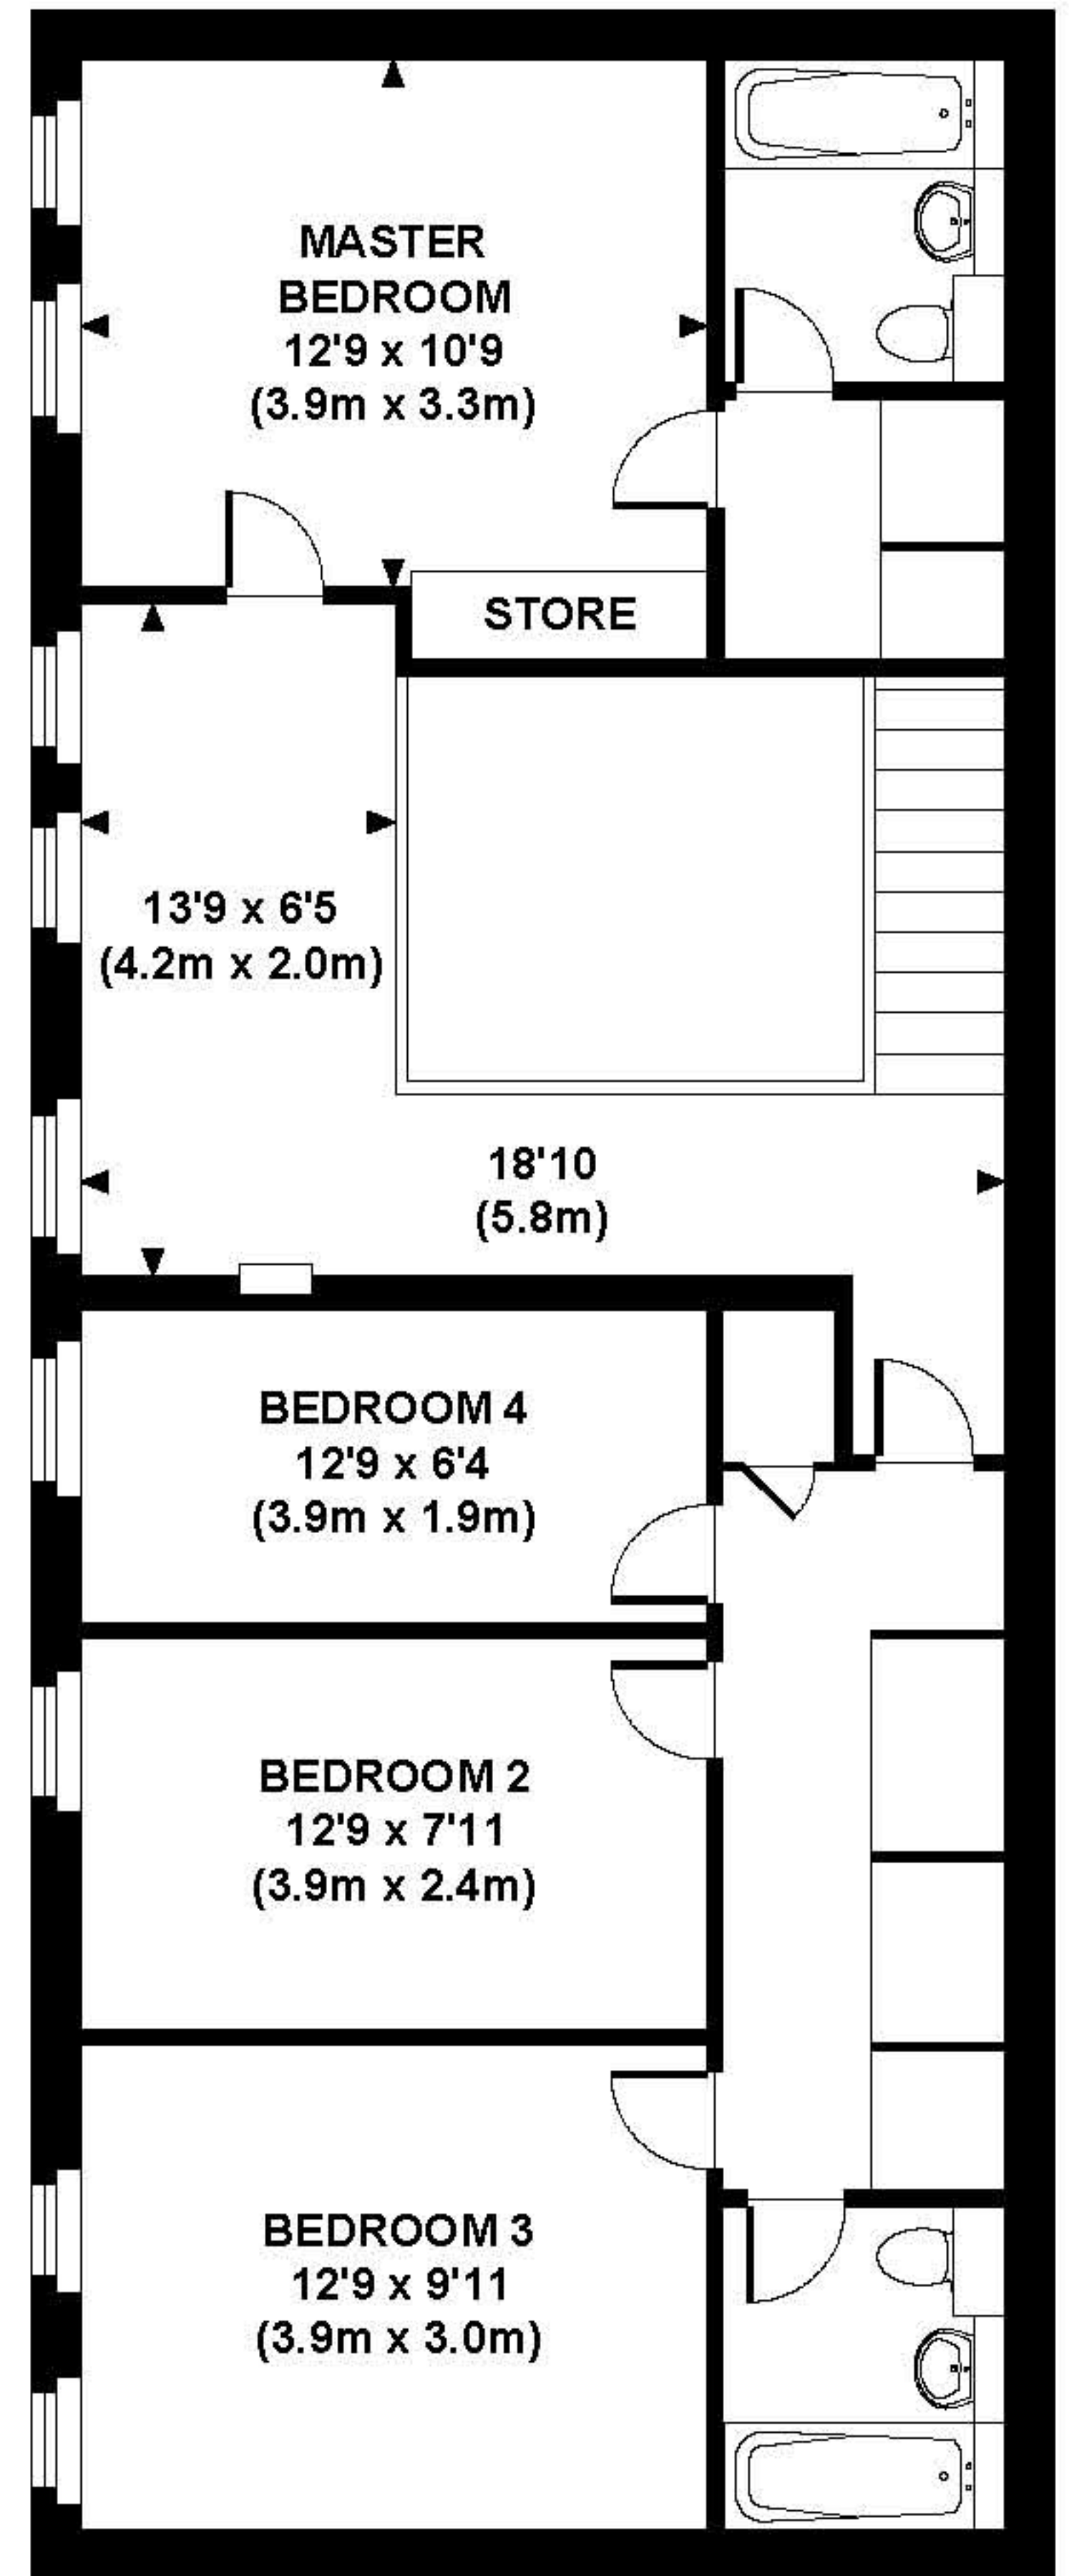 MASTER
BEDROOM
12'9 x 10'9
(3.9m x 3.3m)
STORE
13'9 x 6'5
(4.2m x 2.0m)
18'10
(5.8m)
BEDROOM 4
12'9 x 6'4
(3.9m x 1.9m)
BEDROOM 2
12'9 x 7'11
(3.9m x 2.4m)
BEDROOM 3
12'9 x 9'11
(3.9m x 3.0m)